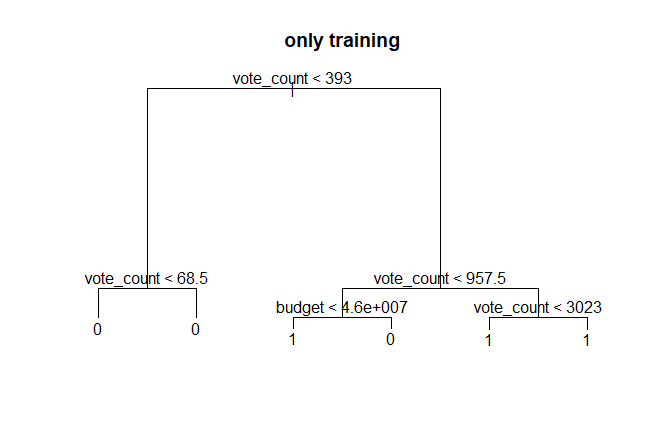 only training
vote_count < 393
vote_count < 68.5
vote_count < 957.5
budget < 4.6e+007
vote_count < 3023
0
0
1
0
1
1